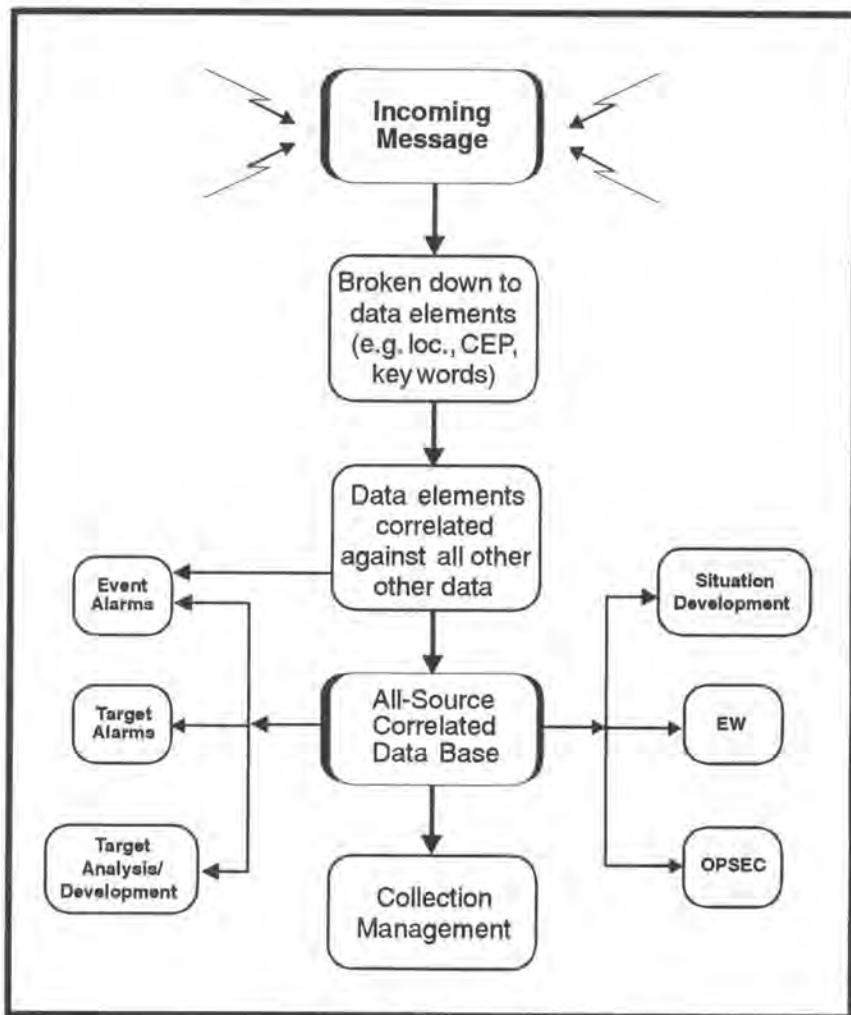 Incoming
Message
Broken down to
data elements
(e.g. loc., CEP,
key words)
Data elements
correlated
against all other
other data
Event
Alarms
Situation
Development
Target
Alarms
All-Source
Correlated
Data Base
EW
Target
Analysis/
Development
Collection
Management
OPSEC